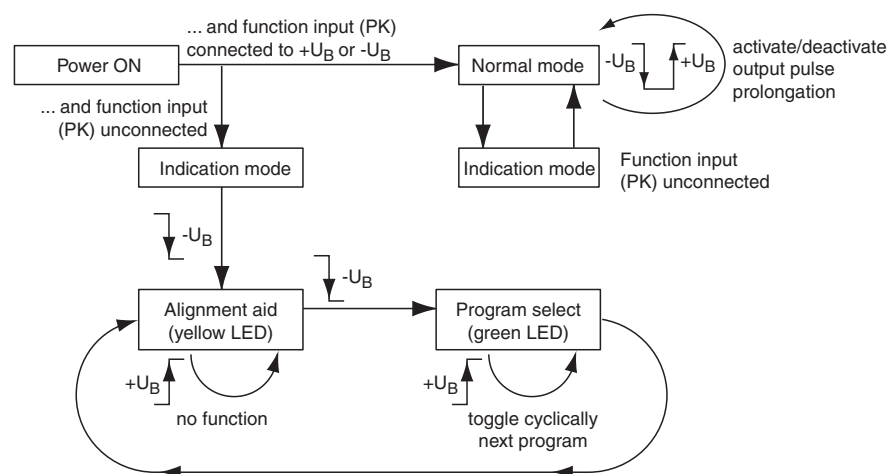 ... and function input (PK)
connected to +UB or -UB
Power ON
Normal mode
-UB
+UB
activate/deactivate
output pulse
prolongation
... and function input
(PK) unconnected
Indication mode
Indication mode
Function input
(PK) unconnected
-UB
-UB
Alignment aid
(yellow LED)
Program select
(green LED)
+UB
no function
+UB
toggle cyclically
next program